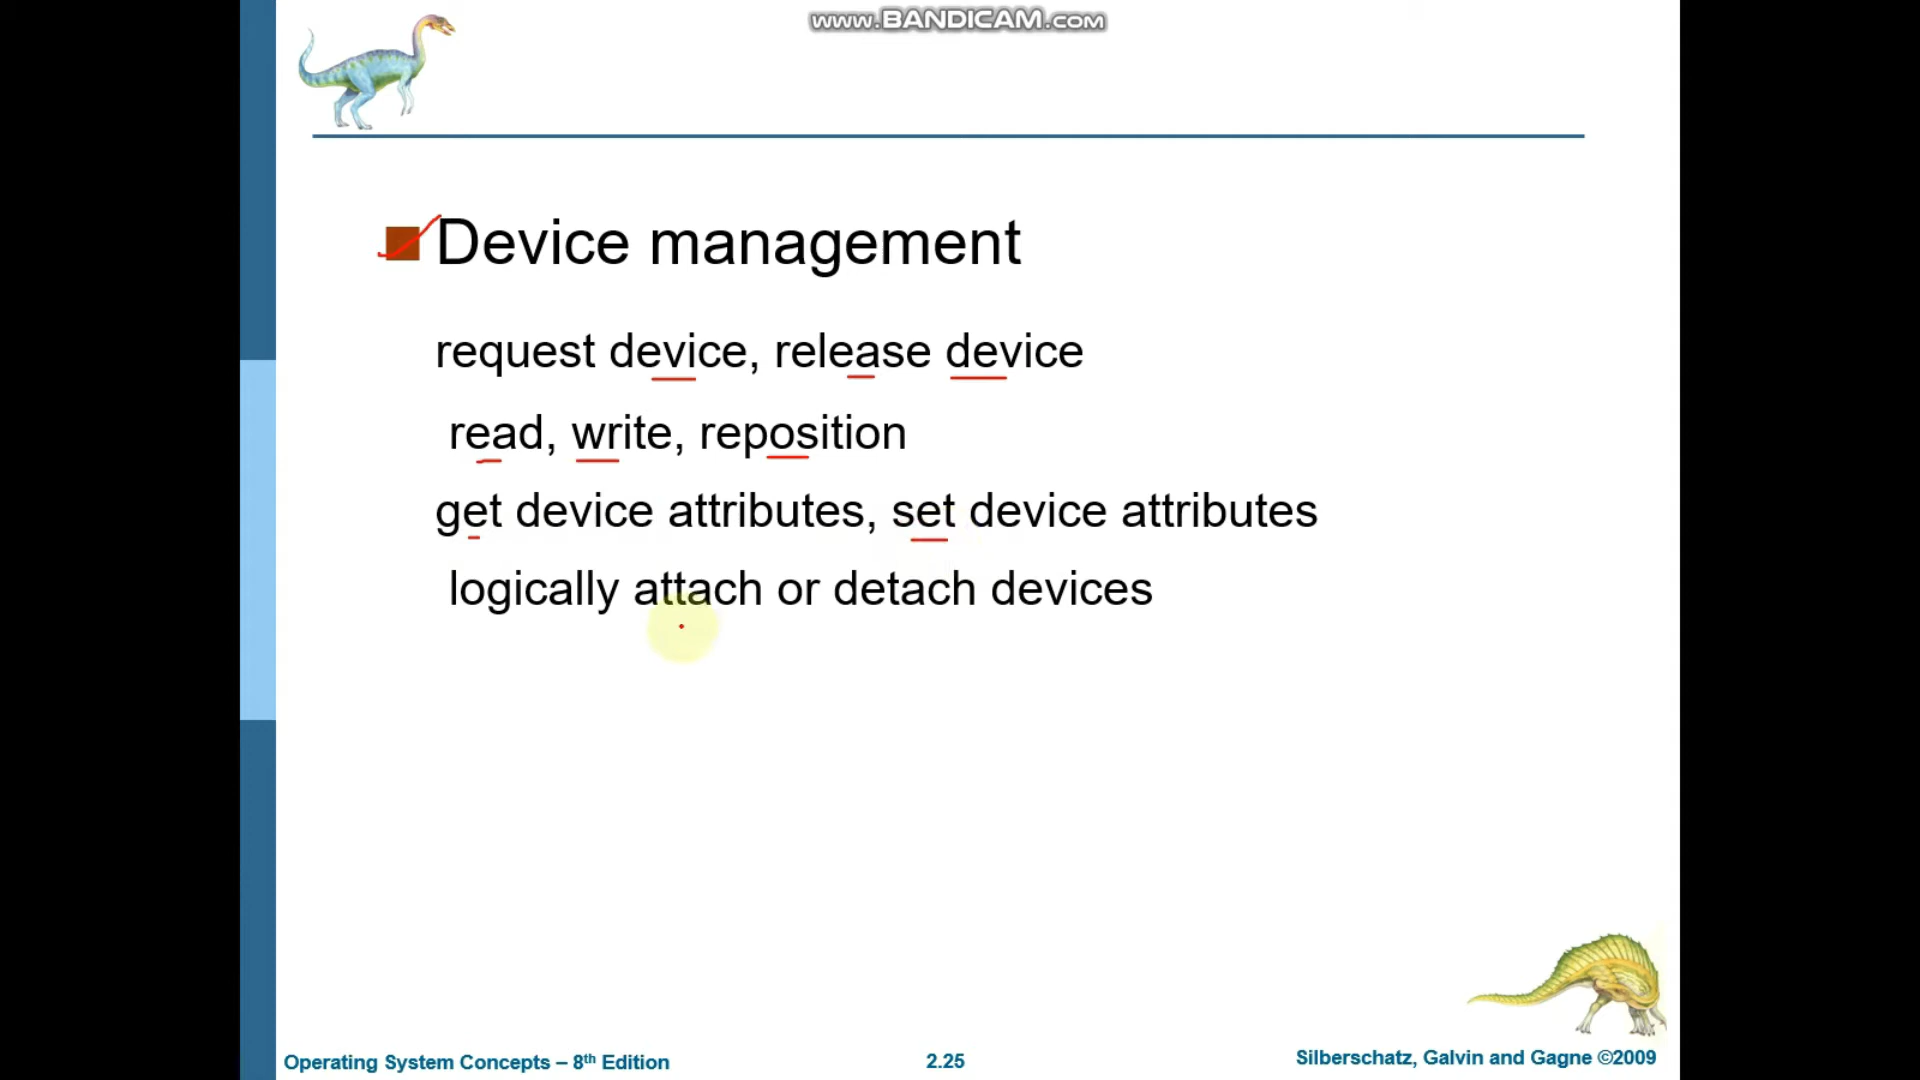 www.BANDICAM.com
Device management
request device, release device
read, write, reposition
get device attributes, set device attributes
logically attach or detach devices
Operating System Concepts – 8th Edition
2.25
Silberschatz, Galvin and Gagne ©2009